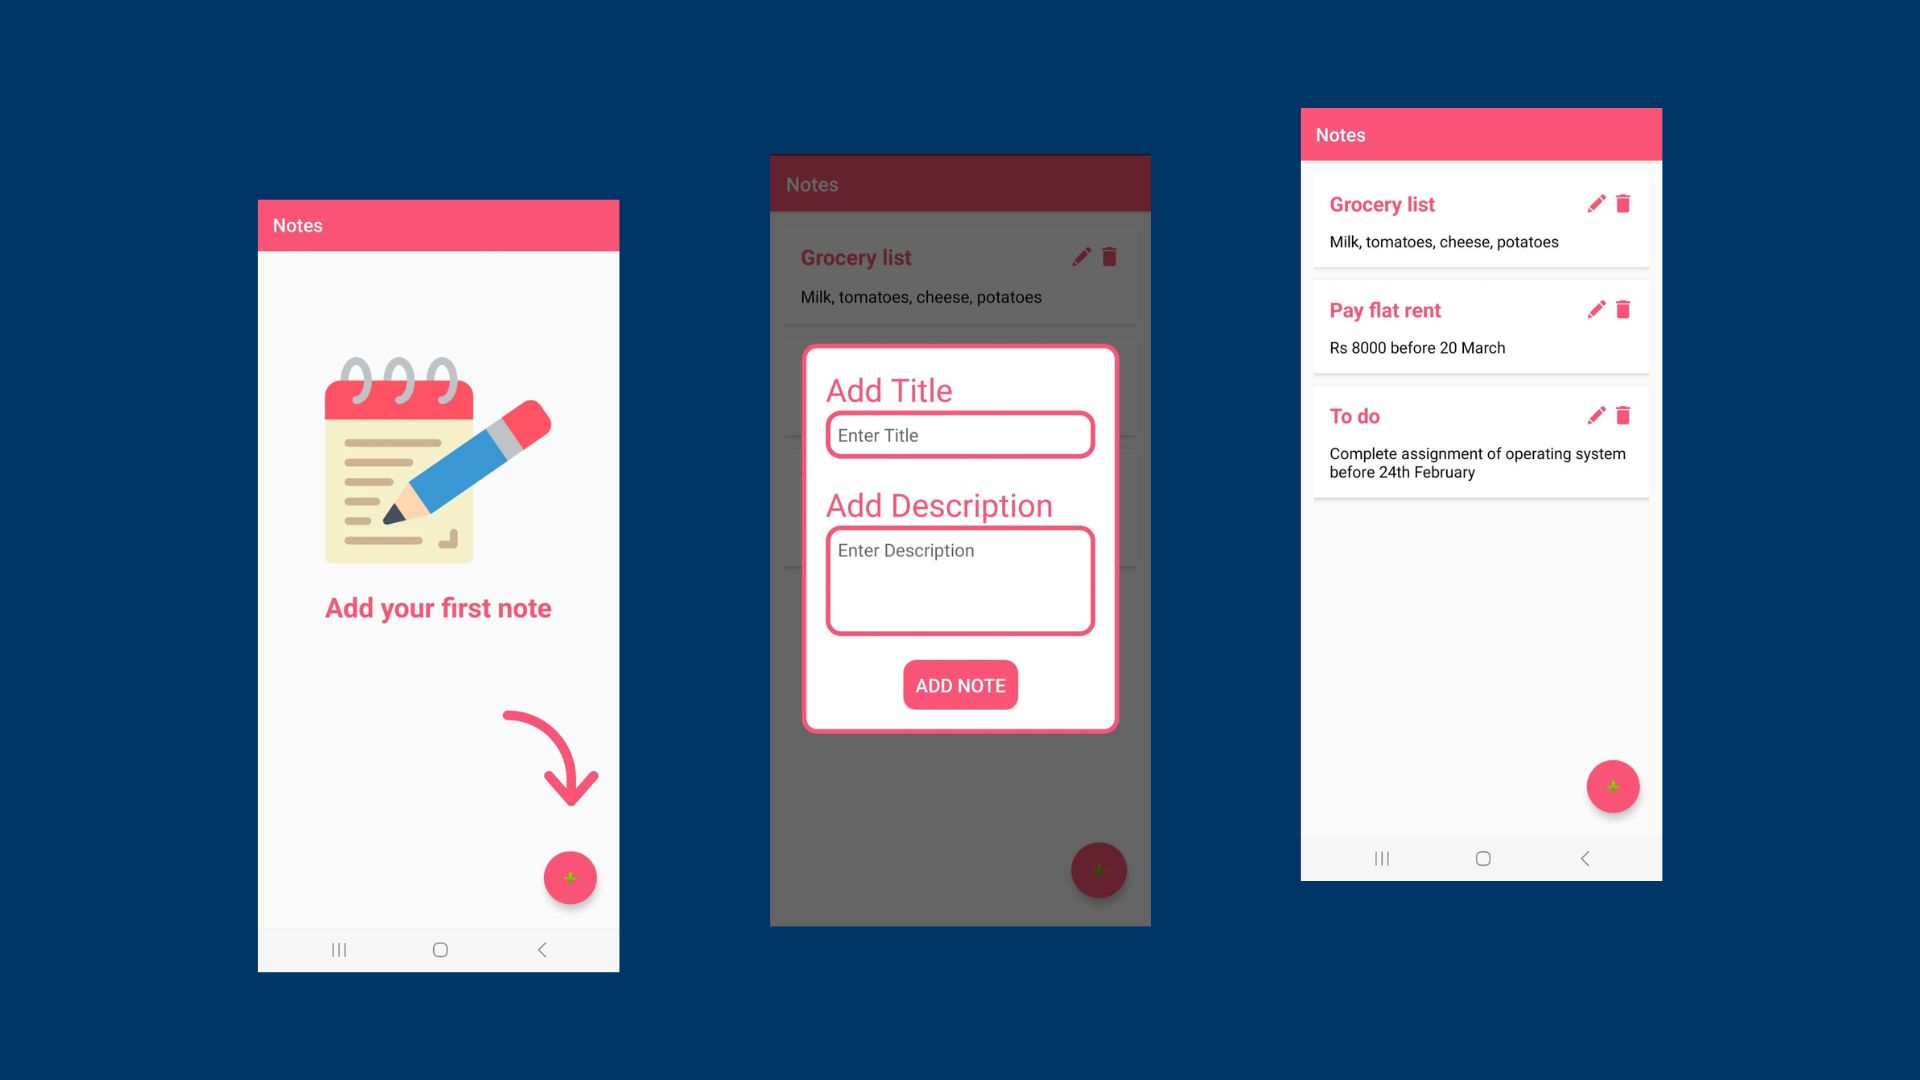 Notes
Add your first note
Notes
Grocery list
Milk, tomatoes, cheese, potatoes
Add Title
Enter Title
Add Description
Enter Description
ADD NOTE
Notes
Grocery list
Milk, tomatoes, cheese, potatoes
Pay flat rent
Rs 8000 before 20 March
To do
Complete assignment of operating system
before 24th February